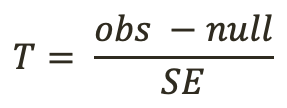 T = obs − null / SE